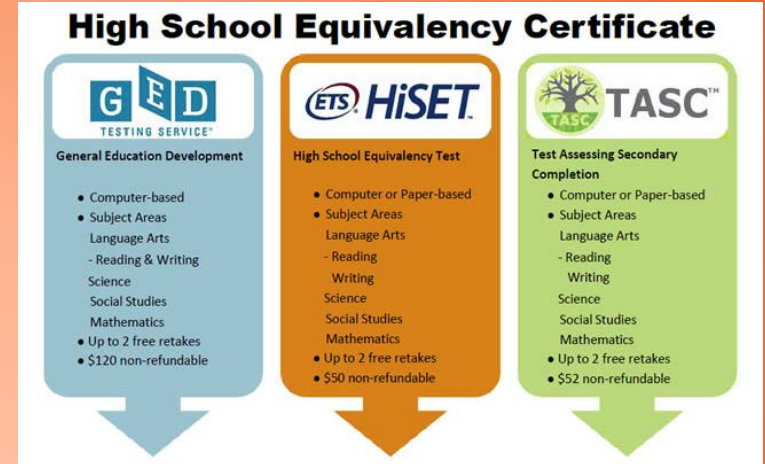 High School Equivalency Certificate
GED
TESTING SERVICE®
General Education Development
● Computer-based
● Subject Areas
Language Arts
- Reading & Writing
Science
Social Studies
Mathematics
● Up to 2 free retakes
● $120 non-refundable
ETS HiSET™
High School Equivalency Test
● Computer or Paper-based
● Subject Areas
Language Arts
- Reading
Writing
Science
Social Studies
Mathematics
● Up to 2 free retakes
● $50 non-refundable
TASC TASC™
Test Assessing Secondary
Completion
● Computer or Paper-based
● Subject Areas
Language Arts
- Reading
Writing
Science
Social Studies
Mathematics
● Up to 2 free retakes
● $52 non-refundable